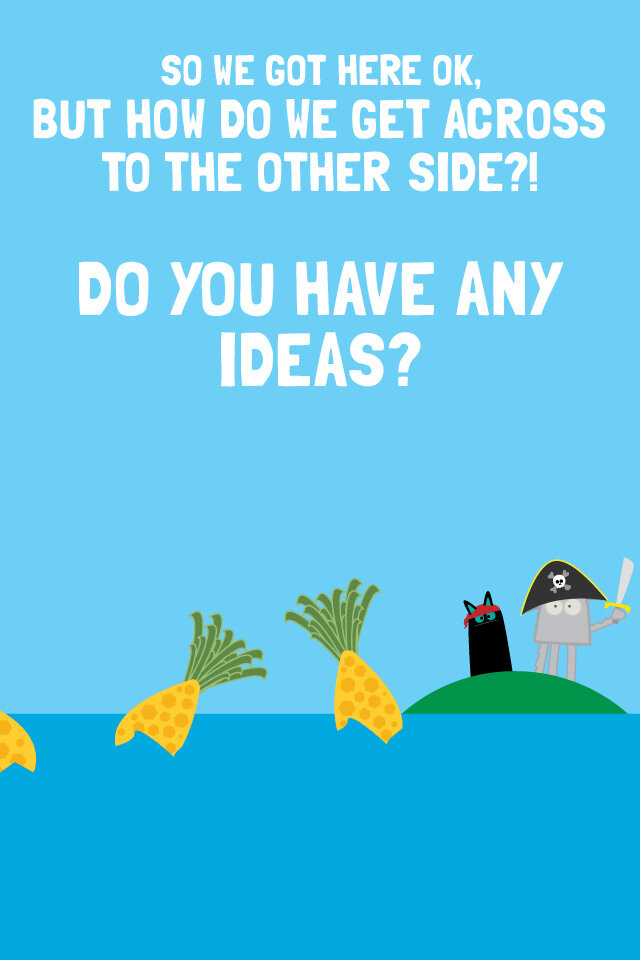 SO WE GOT HERE OK,
BUT HOW DO WE GET ACROSS
TO THE OTHER SIDE?!
DO YOU HAVE ANY
IDEAS?